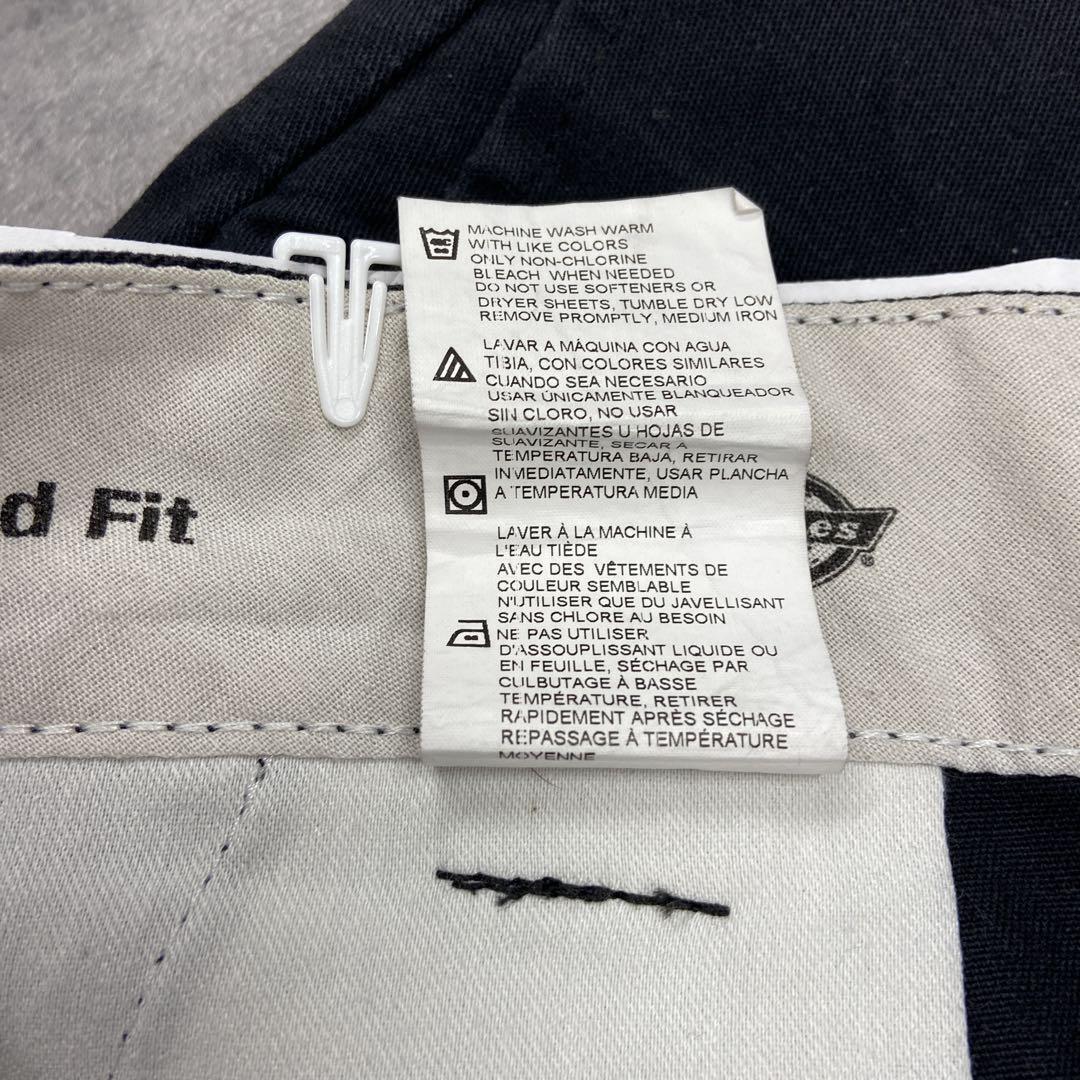 MACHINE WASH WARM
WITH LIKE COLORS
ONLY NON-CHLORINE
BLEACH WHEN NEEDED
DO NOT USE SOFTENERS OR
DRYER SHEETS, TUMBLE DRY LOW
REMOVE PROMPTLY, MEDIUM IRON
LAVAR A MÁQUINA CON AGUA
TIBIA, CON COLORES SIMILARES
CUANDO SEA NECESARIO
USAR ÚNICAMENTE BLANQUEADOR
SIN CLORO, NO USAR
SUAVIZANTES U HOJAS DE
SUAVIZANTE, SECAR A
TEMPERATURA BAJA, RETIRAR
INMEDIATAMENTE, USAR PLANCHA
A TEMPERATURA MEDIA
LAVER À LA MACHINE À
L'EAU TIÈDE
AVEC DES VÊTEMENTS DE
COULEUR SEMBLABLE
N'UTILISER QUE DU JAVELLISANT
SANS CHLORE AU BESOIN
NE PAS UTILISER
D'ASSOUPLISSANT LIQUIDE OU
EN FEUILLE, SÉCHAGE PAR
CULBUTAGE À BASSE
TEMPÉRATURE, RETIRER
RAPIDEMENT APRÈS SÉCHAGE
REPASSAGE À TEMPÉRATURE
MOYENNE
d Fit
es
®